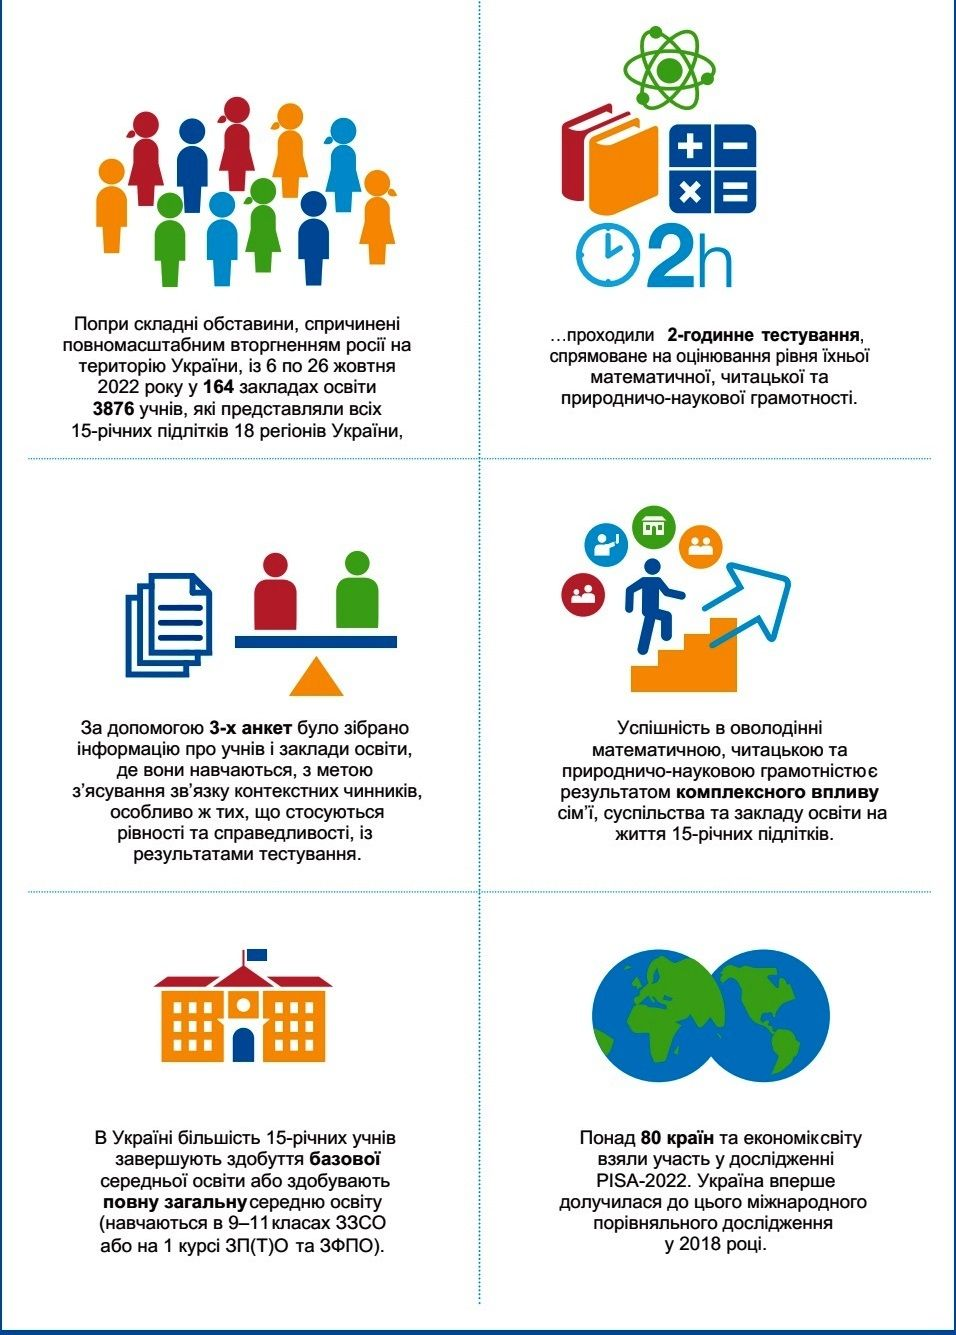 2h
Попри складні обставини, спричинені
повномасштабним вторгненням росії на
територію України, із 6 по 26 жовтня
2022 року у 164 закладах освіти
3876 учнів, які представляли всіх
15-річних підлітків 18 регіонів України,
…проходили 2-годинне тестування,
спрямоване на оцінювання рівня їхньої
математичної, читацької та
природничо-наукової грамотності.
За допомогою 3-х анкет було зібрано
інформацію про учнів і заклади освіти,
де вони навчаються, з метою
з’ясування зв’язку контекстних чинників,
особливо ж тих, що стосуються
рівності та справедливості, із
результатами тестування.
Успішність в оволодінні
математичною, читацькою та
природничо-науковою грамотністю є
результатом комплексного впливу
сім’ї, суспільства та закладу освіти на
життя 15-річних підлітків.
В Україні більшість 15-річних учнів
завершують здобуття базової
середньої освіти або здобувають
повну загальну середню освіту
(навчаються в 9–11 класах ЗЗСО
або на 1 курсі ЗП(Т)О та ЗФПО).
Понад 80 країн та економік світу
взяли участь у дослідженні
PISA-2022. Україна вперше
долучилася до цього міжнародного
порівняльного дослідження
у 2018 році.